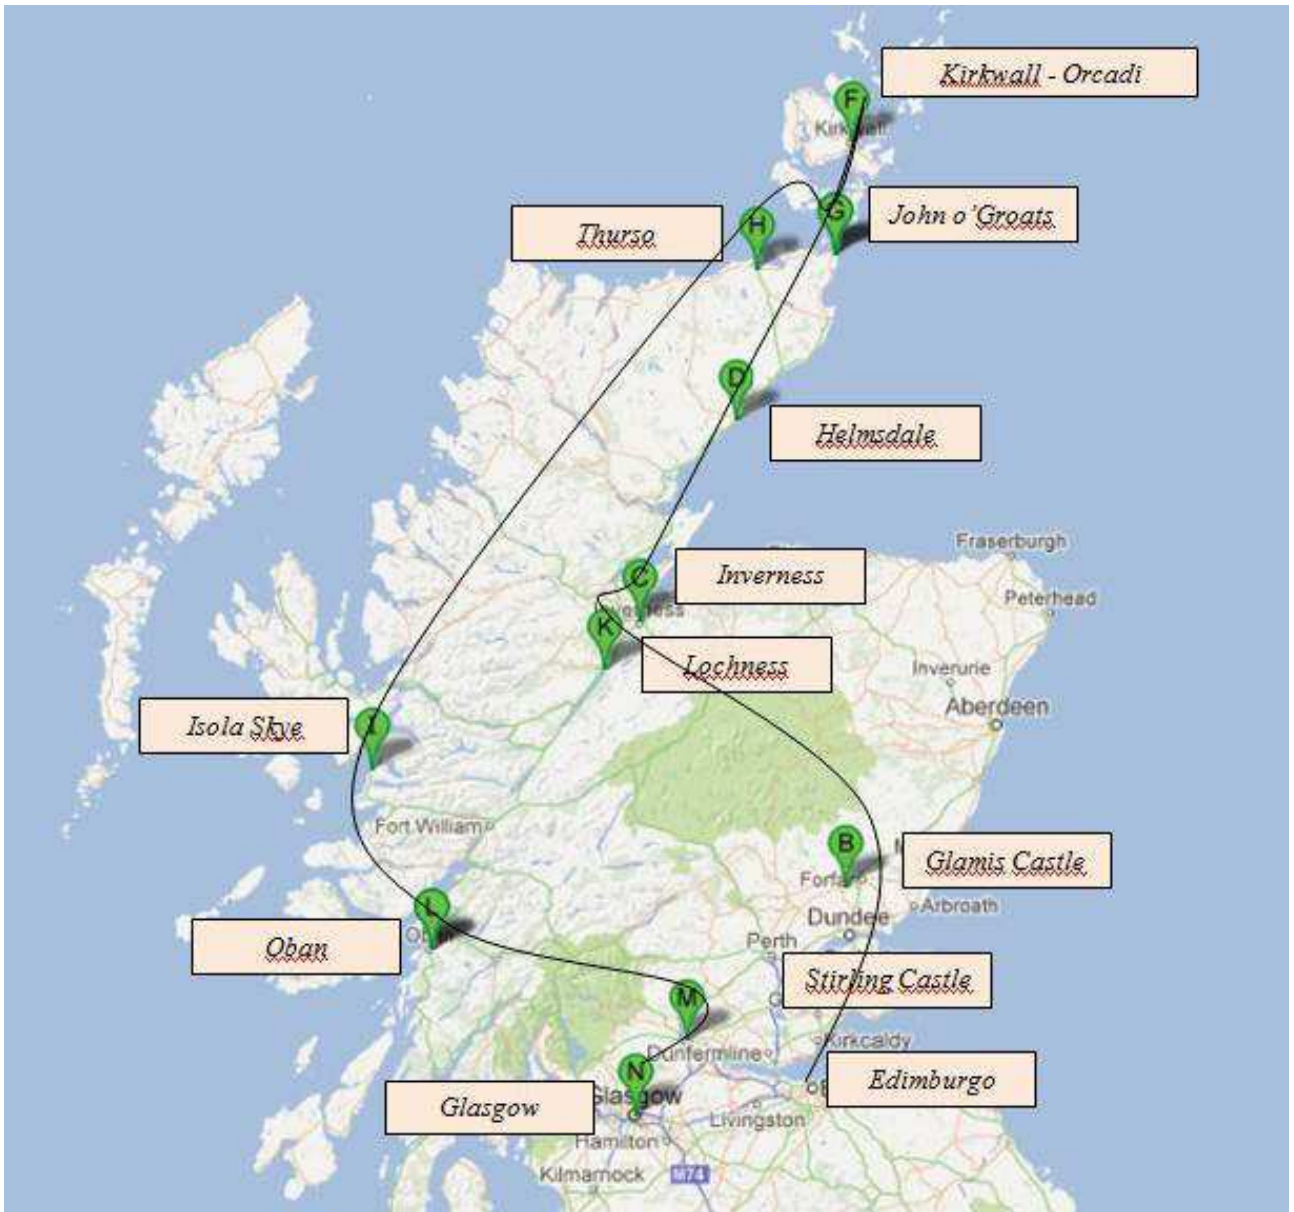 Kirkwall - Orcadi
F
John o'Groats
G
Thurso
H
D
Helmsdale
Fraserburgh
C
Inverness
Peterhead
K
Lochness
Inverurie
Aberdeen
Isola Skye
I
Fort William
B
Glamis Castle
Arbroath
L
Dundee
Oban
Perth
Stirling Castle
M
Kirkcaldy
Dunfermline
N
Edimburgo
Glasgow
Glasgow
Livingston
Hamilton
Kilmarnock
M74